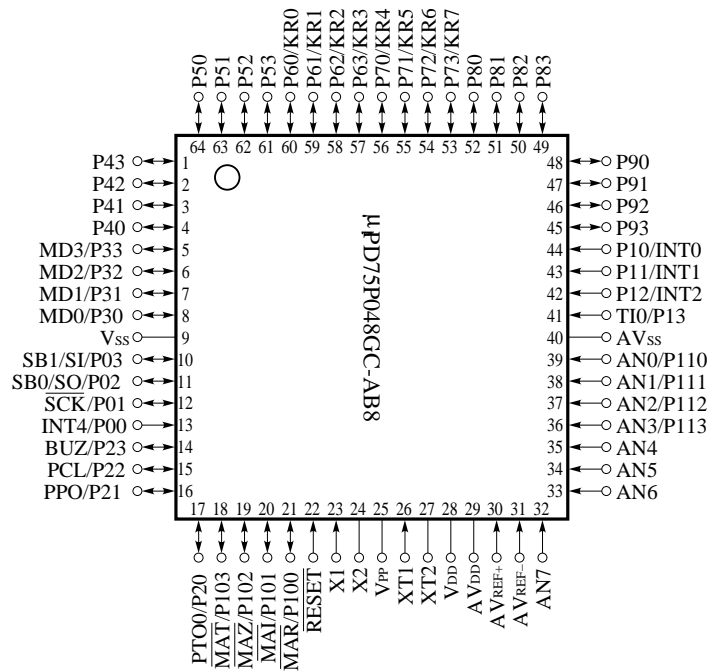 P50
P51
P52
P53
P60/KR0
P61/KR1
P62/KR2
P63/KR3
P70/KR4
P71/KR5
P72/KR6
P73/KR7
P80
P81
P82
P83
64 63 62 61 60 59 58 57 56 55 54 53 52 51 50 49
P43 1
P42 2
P41 3
P40 4
MD3/P33 5
MD2/P32 6
MD1/P31 7
MD0/P30 8
VSS 9
SB1/SI/P03 10
SB0/SO/P02 11
S̅C̅K̅/P01 12
INT4/P00 13
BUZ/P23 14
PCL/P22 15
PPO/P21 16
μPD75P048GC-AB8
48 P90
47 P91
46 P92
45 P93
44 P10/INT0
43 P11/INT1
42 P12/INT2
41 TI0/P13
40 AVSS
39 AN0/P110
38 AN1/P111
37 AN2/P112
36 AN3/P113
35 AN4
34 AN5
33 AN6
17 18 19 20 21 22 23 24 25 26 27 28 29 30 31 32
PTO0/P20
M̅A̅T̅/P103
M̅A̅Z̅/P102
M̅A̅I̅/P101
M̅A̅R̅/P100
R̅E̅S̅E̅T̅
X1
X2
VPP
XT1
XT2
VDD
AVDD
AVREF+
AVREF−
AN7